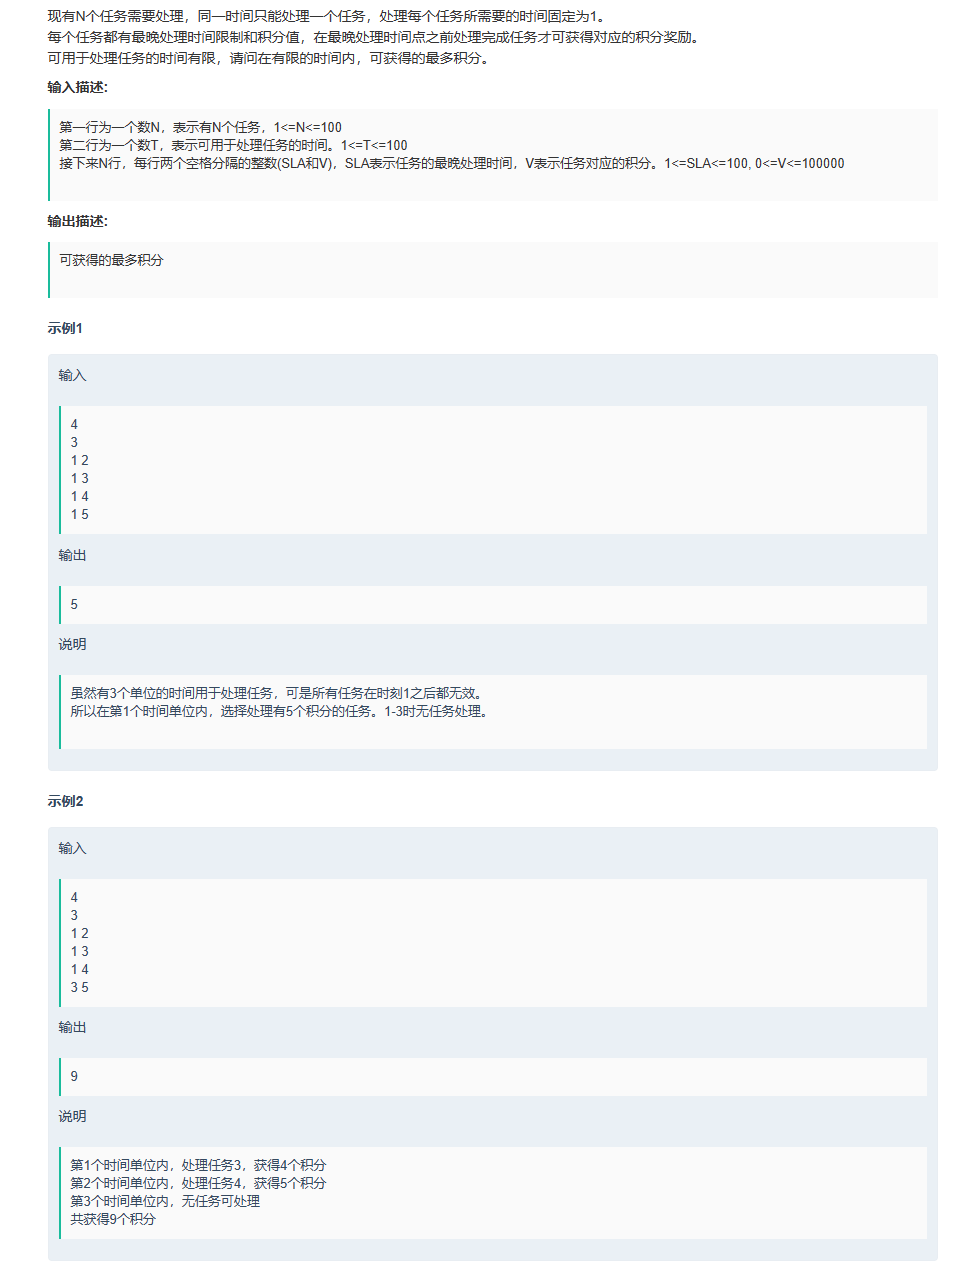 现有N个任务需要处理，同一时间只能处理一个任务，处理每个任务所需要的时间固定为1。
每个任务都有最晚处理时间限制和积分值，在最晚处理时间点之前处理完成任务才可获得对应的积分奖励。
可用于处理任务的时间有限，请问在有限的时间内，可获得的最多积分。
输入描述:
第一行为一个数N，表示有N个任务，1<=N<=100
第二行为一个数T，表示可用于处理任务的时间。1<=T<=100
接下来N行，每行两个空格分隔的整数(SLA和V)，SLA表示任务的最晚处理时间，V表示任务对应的积分。1<=SLA<=100, 0<=V<=100000
输出描述:
可获得的最多积分
示例1
输入
4
3
1 2
1 3
1 4
1 5
输出
5
说明
虽然有3个单位的时间用于处理任务，可是所有任务在时刻1之后都无效。
所以在第1个时间单位内，选择处理有5个积分的任务。1-3时无任务处理。
示例2
输入
4
3
1 2
1 3
1 4
3 5
输出
9
说明
第1个时间单位内，处理任务3，获得4个积分
第2个时间单位内，处理任务4，获得5个积分
第3个时间单位内，无任务可处理
共获得9个积分